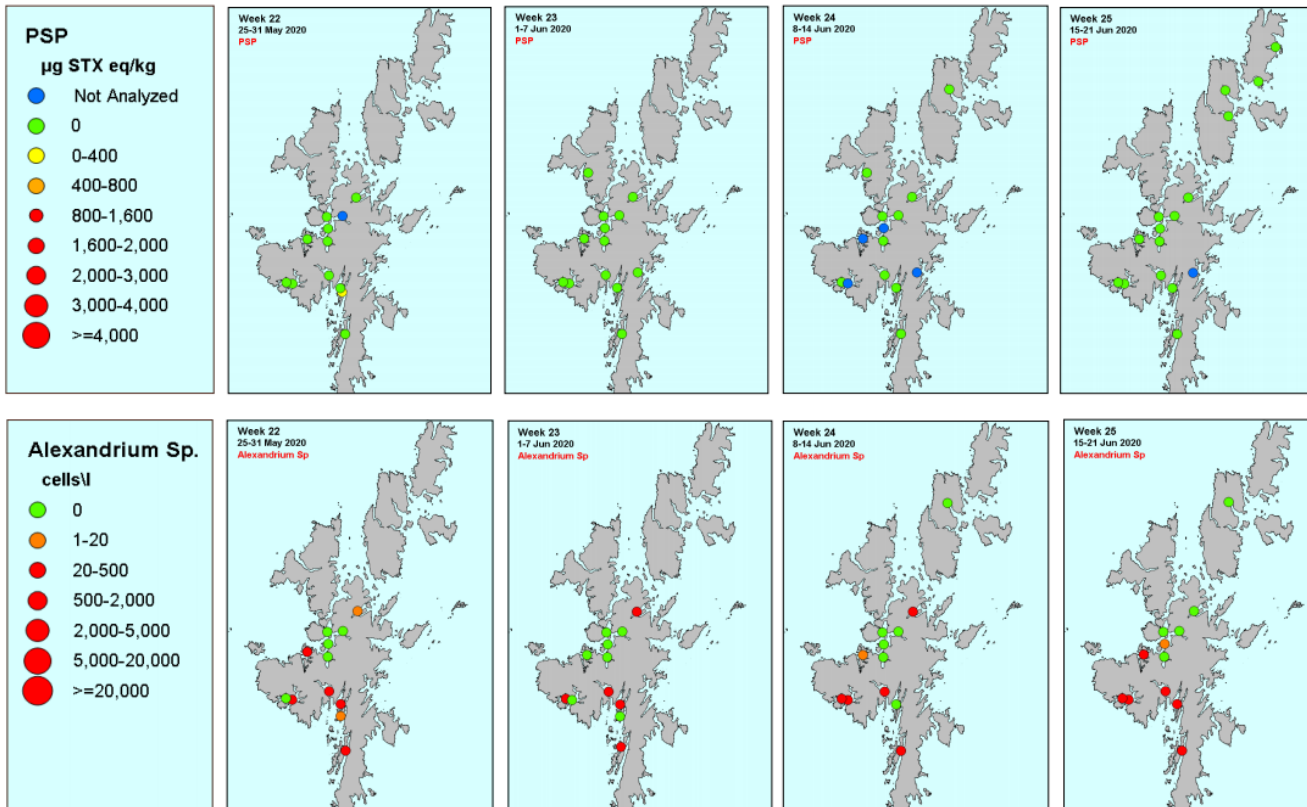 PSP
µg STX eq/kg
Not Analyzed
0
0-400
400-800
800-1,600
1,600-2,000
2,000-3,000
3,000-4,000
>=4,000
Week 22
25-31 May 2020
PSP
Week 23
1-7 Jun 2020
PSP
Week 24
8-14 Jun 2020
PSP
Week 25
15-21 Jun 2020
PSP
Alexandrium Sp.
cells\l
0
1-20
20-500
500-2,000
2,000-5,000
5,000-20,000
>=20,000
Week 22
25-31 May 2020
Alexandrium Sp
Week 23
1-7 Jun 2020
Alexandrium Sp
Week 24
8-14 Jun 2020
Alexandrium Sp
Week 25
15-21 Jun 2020
Alexandrium Sp